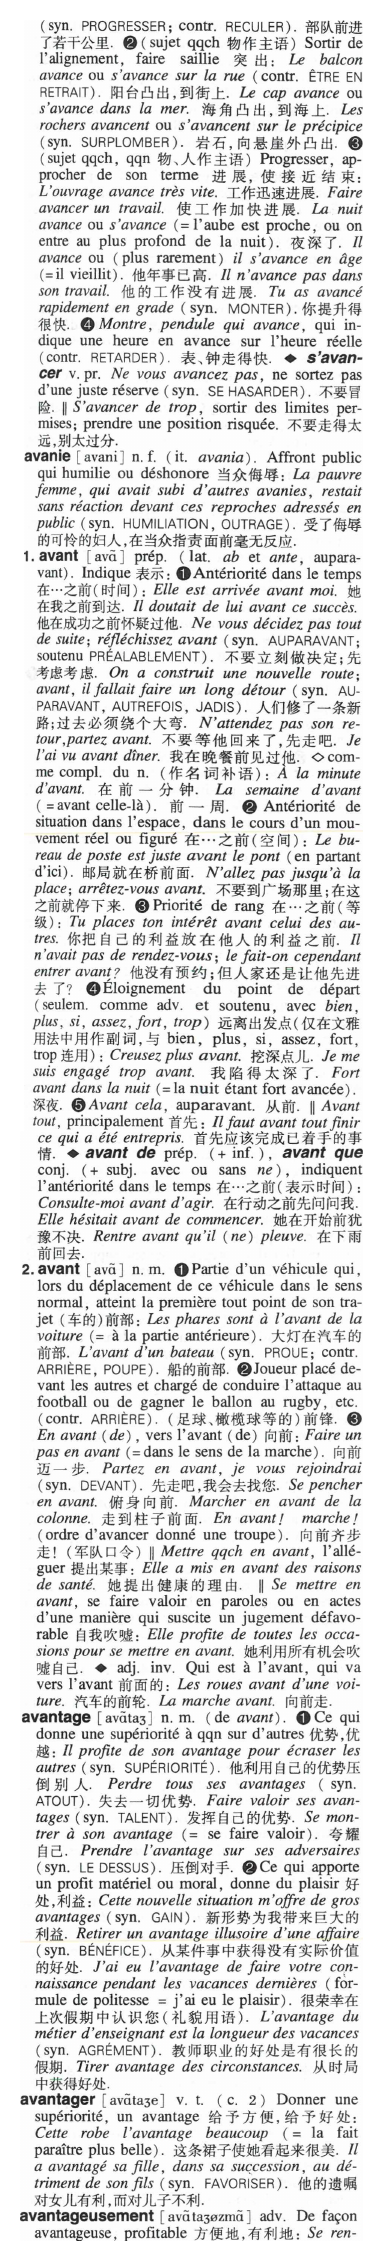 (syn. PROGRESSER; contr. RECULER). 部队前进
了若干公里. ❷ (sujet qqch 物作主语) Sortir de
l'alignement, faire saillie 突出: Le balcon
avance ou s'avance sur la rue (contr. ÊTRE EN
RETRAIT). 阳台凸出,到街上. Le cap avance ou
s'avance dans la mer. 海角凸出,到海上. Les
rochers avancent ou s'avancent sur le précipice
(syn. SURPLOMBER). 岩石,向悬崖外凸出. ❸
(sujet qqch, qqn 物、人作主语) Progresser, ap-
procher de son terme 进展,使接近结束:
L'ouvrage avance très vite. 工作迅速进展. Faire
avancer un travail. 使工作加快进展. La nuit
avance ou s'avance (= l'aube est proche, ou on
entre au plus profond de la nuit). 夜深了. Il
avance ou (plus rarement) il s'avance en âge
(= il vieillit). 他年事已高. Il n'avance pas dans
son travail. 他的工作没有进展. Tu as avancé
rapidement en grade (syn. MONTER). 你提升得
很快. ❹ Montre, pendule qui avance, qui in-
dique une heure en avance sur l'heure réelle
(contr. RETARDER). 表、钟走得快. ◆ s'avan-
cer v. pr. Ne vous avancez pas, ne sortez pas
d'une juste réserve (syn. SE HASARDER). 不要冒
险. ‖ S'avancer de trop, sortir des limites per-
mises; prendre une position risquée. 不要走得太
远,别太过分.
avanie [avani] n. f. (it. avania). Affront public
qui humilie ou déshonore 当众侮辱: La pauvre
femme, qui avait subi d'autres avanies, restait
sans réaction devant ces reproches adressés en
public (syn. HUMILIATION, OUTRAGE). 受了侮辱
的可怜的妇人,在当众指责面前毫无反应.
1. avant [avɑ̃] prép. (lat. ab et ante, aupara-
vant). Indique 表示: ❶ Antériorité dans le temps
在…之前(时间): Elle est arrivée avant moi. 她
在我之前到达. Il doutait de lui avant ce succès.
他在成功之前怀疑过他. Ne vous décidez pas tout
de suite; réfléchissez avant (syn. AUPARAVANT;
soutenu PRÉALABLEMENT). 不要立刻做决定;先
考虑考虑. On a construit une nouvelle route;
avant, il fallait faire un long détour (syn. AU-
PARAVANT, AUTREFOIS, JADIS). 人们修了一条新
路;过去必须绕个大弯. N'attendez pas son re-
tour,partez avant. 不要等他回来了,先走吧. Je
l'ai vu avant dîner. 我在晚餐前见过他. ◇ com-
me compl. du n. (作名词补语): À la minute
d'avant. 在前一分钟. La semaine d'avant
(= avant celle-là). 前一周. ❷ Antériorité de
situation dans l'espace, dans le cours d'un mou-
vement réel ou figuré 在…之前(空间): Le bu-
reau de poste est juste avant le pont (en partant
d'ici). 邮局就在桥前面. N'allez pas jusqu'à la
place; arrêtez-vous avant. 不要到广场那里;在这
之前就停下来. ❸ Priorité de rang 在…之前(等
级): Tu places ton intérêt avant celui des au-
tres. 你把自己的利益放在他人的利益之前. Il
n'avait pas de rendez-vous; le fait-on cependant
entrer avant? 他没有预约;但人家还是让他先进
去了? ❹ Éloignement du point de départ
(seulem. comme adv. et soutenu, avec bien,
plus, si, assez, fort, trop) 远离出发点(仅在文雅
用法中用作副词,与 bien, plus, si, assez, fort,
trop 连用): Creusez plus avant. 挖深点儿. Je me
suis engagé trop avant. 我陷得太深了. Fort
avant dans la nuit (= la nuit étant fort avancée).
深夜. ❺ Avant cela, auparavant. 从前. ‖ Avant
tout, principalement 首先: Il faut avant tout finir
ce qui a été entrepris. 首先应该完成已着手的事
情. ◆ avant de prép. (+ inf.), avant que
conj. (+ subj. avec ou sans ne), indiquent
l'antériorité dans le temps 在…之前(表示时间):
Consulte-moi avant d'agir. 在行动之前先问问我.
Elle hésitait avant de commencer. 她在开始前犹
豫不决. Rentre avant qu'il (ne) pleuve. 在下雨
前回去.
2. avant [avɑ̃] n. m. ❶ Partie d'un véhicule qui,
lors du déplacement de ce véhicule dans le sens
normal, atteint la première tout point de son tra-
jet (车的)前部: Les phares sont à l'avant de la
voiture (= à la partie antérieure). 大灯在汽车的
前部. L'avant d'un bateau (syn. PROUE; contr.
ARRIÈRE, POUPE). 船的前部. ❷ Joueur placé de-
vant les autres et chargé de conduire l'attaque au
football ou de gagner le ballon au rugby, etc.
(contr. ARRIÈRE). (足球、橄榄球等的)前锋. ❸
En avant (de), vers l'avant (de) 向前: Faire un
pas en avant (= dans le sens de la marche). 向前
迈一步. Partez en avant, je vous rejoindrai
(syn. DEVANT). 先走吧,我会去找您. Se pencher
en avant. 俯身向前. Marcher en avant de la
colonne. 走到柱子前面. En avant! marche!
(ordre d'avancer donné une troupe). 向前齐步
走! (军队口令) ‖ Mettre qqch en avant, l'allé-
guer 提出某事: Elle a mis en avant des raisons
de santé. 她提出健康的理由. ‖ Se mettre en
avant, se faire valoir en paroles ou en actes
d'une manière qui suscite un jugement défavo-
rable 自我吹嘘: Elle profite de toutes les occa-
sions pour se mettre en avant. 她利用所有机会吹
嘘自己. ◆ adj. inv. Qui est à l'avant, qui va
vers l'avant 前面的: Les roues avant d'une voi-
ture. 汽车的前轮. La marche avant. 向前走.
avantage [avɑ̃taʒ] n. m. (de avant). ❶ Ce qui
donne une supériorité à qqn sur d'autres 优势,优
越: Il profite de son avantage pour écraser les
autres (syn. SUPÉRIORITÉ). 他利用自己的优势压
倒别人. Perdre tous ses avantages (syn.
ATOUT). 失去一切优势. Faire valoir ses avan-
tages (syn. TALENT). 发挥自己的优势. Se mon-
trer à son avantage (= se faire valoir). 夸耀
自己. Prendre l'avantage sur ses adversaires
(syn. LE DESSUS). 压倒对手. ❷ Ce qui apporte
un profit matériel ou moral, donne du plaisir 好
处,利益: Cette nouvelle situation m'offre de gros
avantages (syn. GAIN). 新形势为我带来巨大的
利益. Retirer un avantage illusoire d'une affaire
(syn. BÉNÉFICE). 从某件事中获得没有实际价值
的好处. J'ai eu l'avantage de faire votre con-
naissance pendant les vacances dernières (for-
mule de politesse = j'ai eu le plaisir). 很荣幸在
上次假期中认识您(礼貌用语). L'avantage du
métier d'enseignant est la longueur des vacances
(syn. AGRÉMENT). 教师职业的好处是有很长的
假期. Tirer avantage des circonstances. 从时局
中获得好处.
avantager [avɑ̃taʒe] v. t. (c. 2) Donner une
supériorité, un avantage 给予方便,给予好处:
Cette robe l'avantage beaucoup (= la fait
paraître plus belle). 这条裙子使她看起来很美. Il
a avantagé sa fille, dans sa succession, au dé-
triment de son fils (syn. FAVORISER). 他的遗嘱
对女儿有利,而对儿子不利.
avantageusement [avɑ̃taʒøzmɑ̃] adv. De façon
avantageuse, profitable 方便地,有利地: Se ren-